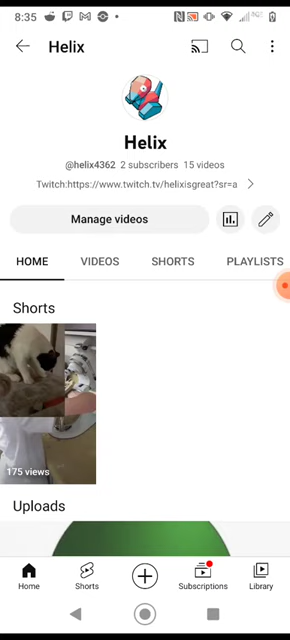 8:35
Helix
Helix
@helix4362 2 subscribers 15 videos
Twitch:https://www.twitch.tv/helixisgreat?sr=a
Manage videos
HOME VIDEOS SHORTS PLAYLISTS
Shorts
175 views
Uploads
Home Shorts Subscriptions Library